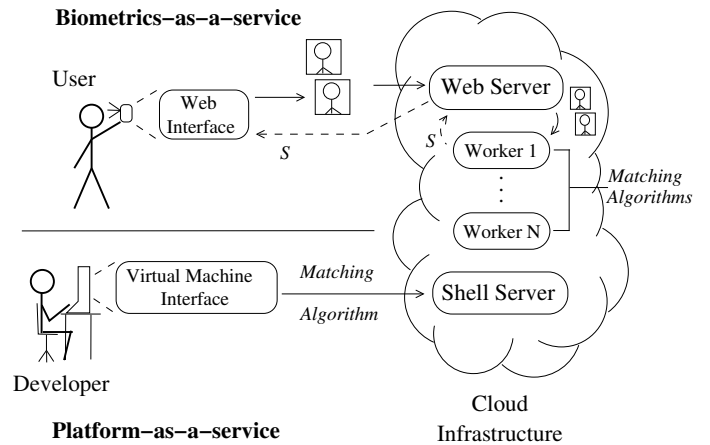 Biometrics−as−a−service
User
Web
Interface
S
Web Server
S
Worker 1
Worker N
Matching
Algorithms
Virtual Machine
Interface
Matching
Algorithm
Shell Server
Developer
Platform−as−a−service
Cloud
Infrastructure